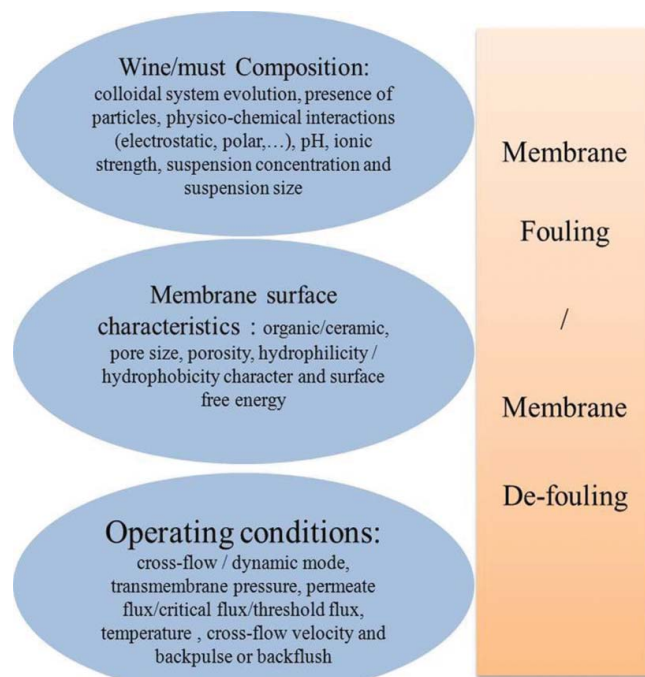 Wine/must Composition:
colloidal system evolution, presence of
particles, physico-chemical interactions
(electrostatic, polar,…), pH, ionic
strength, suspension concentration and
suspension size
Membrane surface
characteristics : organic/ceramic,
pore size, porosity, hydrophilicity /
hydrophobicity character and surface
free energy
Operating conditions:
cross-flow / dynamic mode,
transmembrane pressure, permeate
flux/critical flux/threshold flux,
temperature , cross-flow velocity and
backpulse or backflush
Membrane
Fouling
/
Membrane
De-fouling